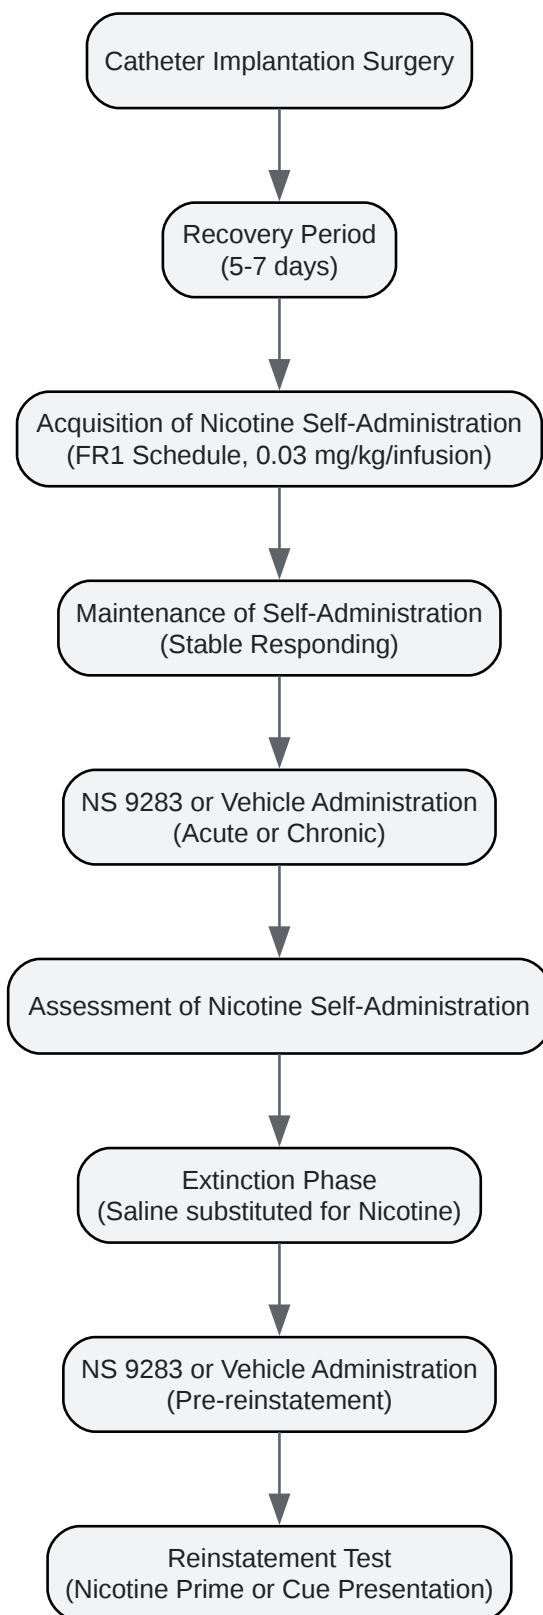 Catheter Implantation Surgery
Recovery Period
(5-7 days)
Acquisition of Nicotine Self-Administration
(FR1 Schedule, 0.03 mg/kg/infusion)
Maintenance of Self-Administration
(Stable Responding)
NS 9283 or Vehicle Administration
(Acute or Chronic)
Assessment of Nicotine Self-Administration
Extinction Phase
(Saline substituted for Nicotine)
NS 9283 or Vehicle Administration
(Pre-reinstatement)
Reinstatement Test
(Nicotine Prime or Cue Presentation)